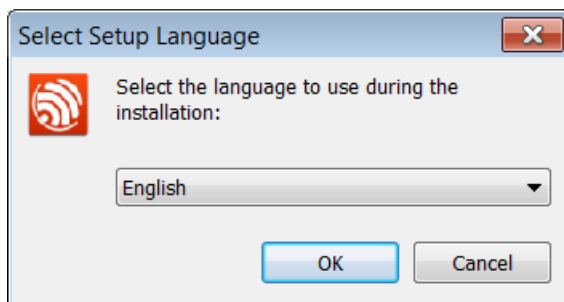 Select Setup Language
Select the language to use during the
installation:
English
OK
Cancel